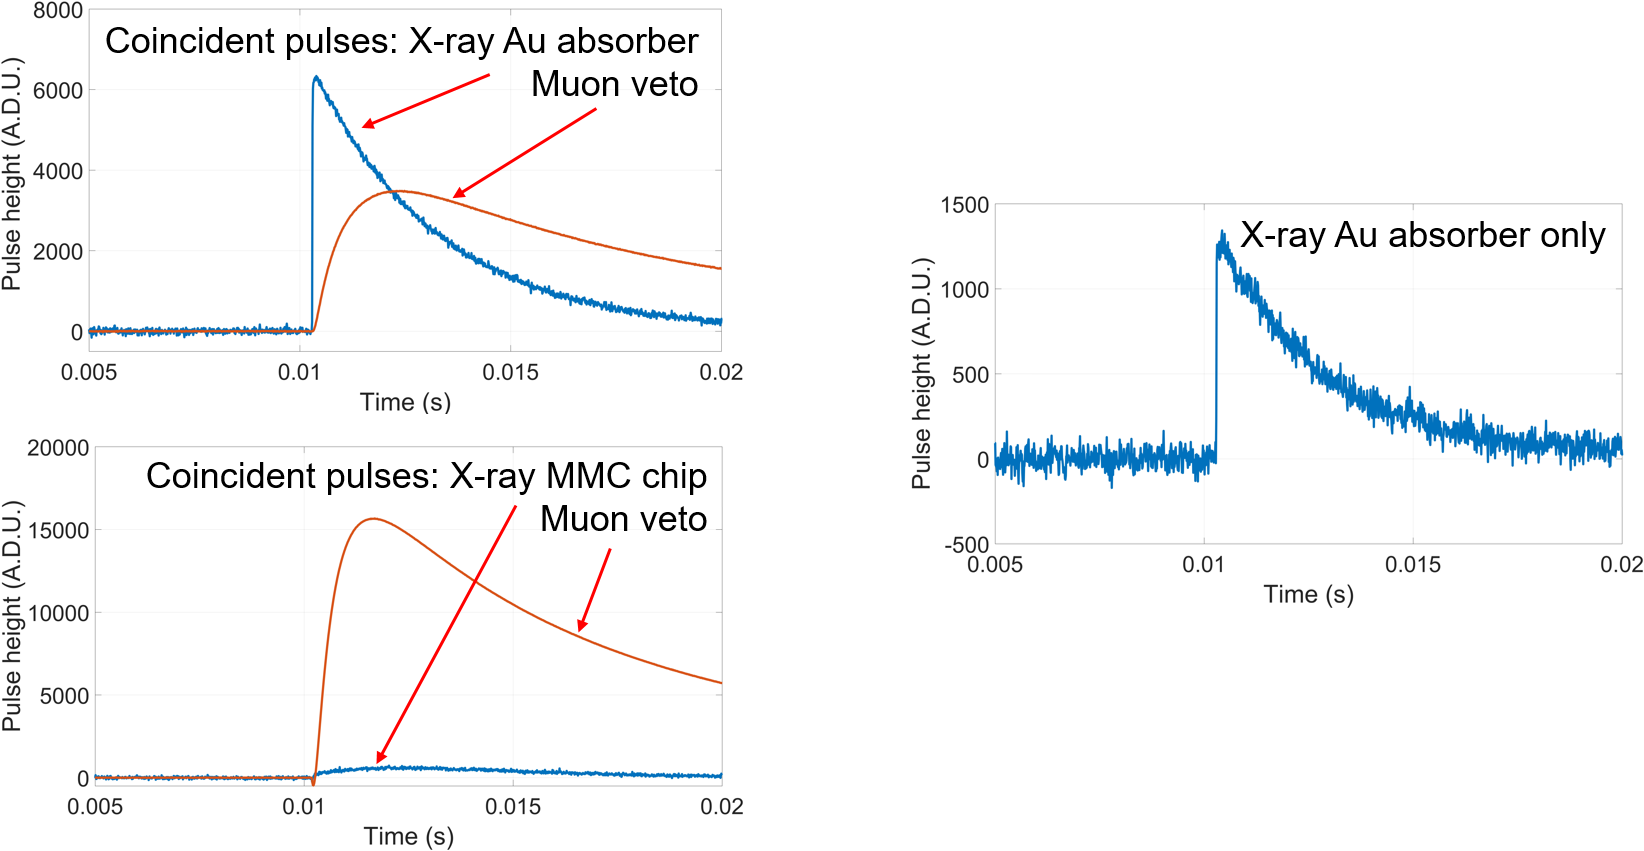 8000
6000
4000
2000
0
Pulse height (A.D.U.)
Coincident pulses: X-ray Au absorber
Muon veto
0.005 0.01 0.015 0.02
Time (s)
20000
15000
10000
5000
0
Pulse height (A.D.U.)
Coincident pulses: X-ray MMC chip
Muon veto
0.005 0.01 0.015 0.02
Time (s)
1500
1000
500
0
-500
Pulse height (A.D.U.)
X-ray Au absorber only
0.005 0.01 0.015 0.02
Time (s)